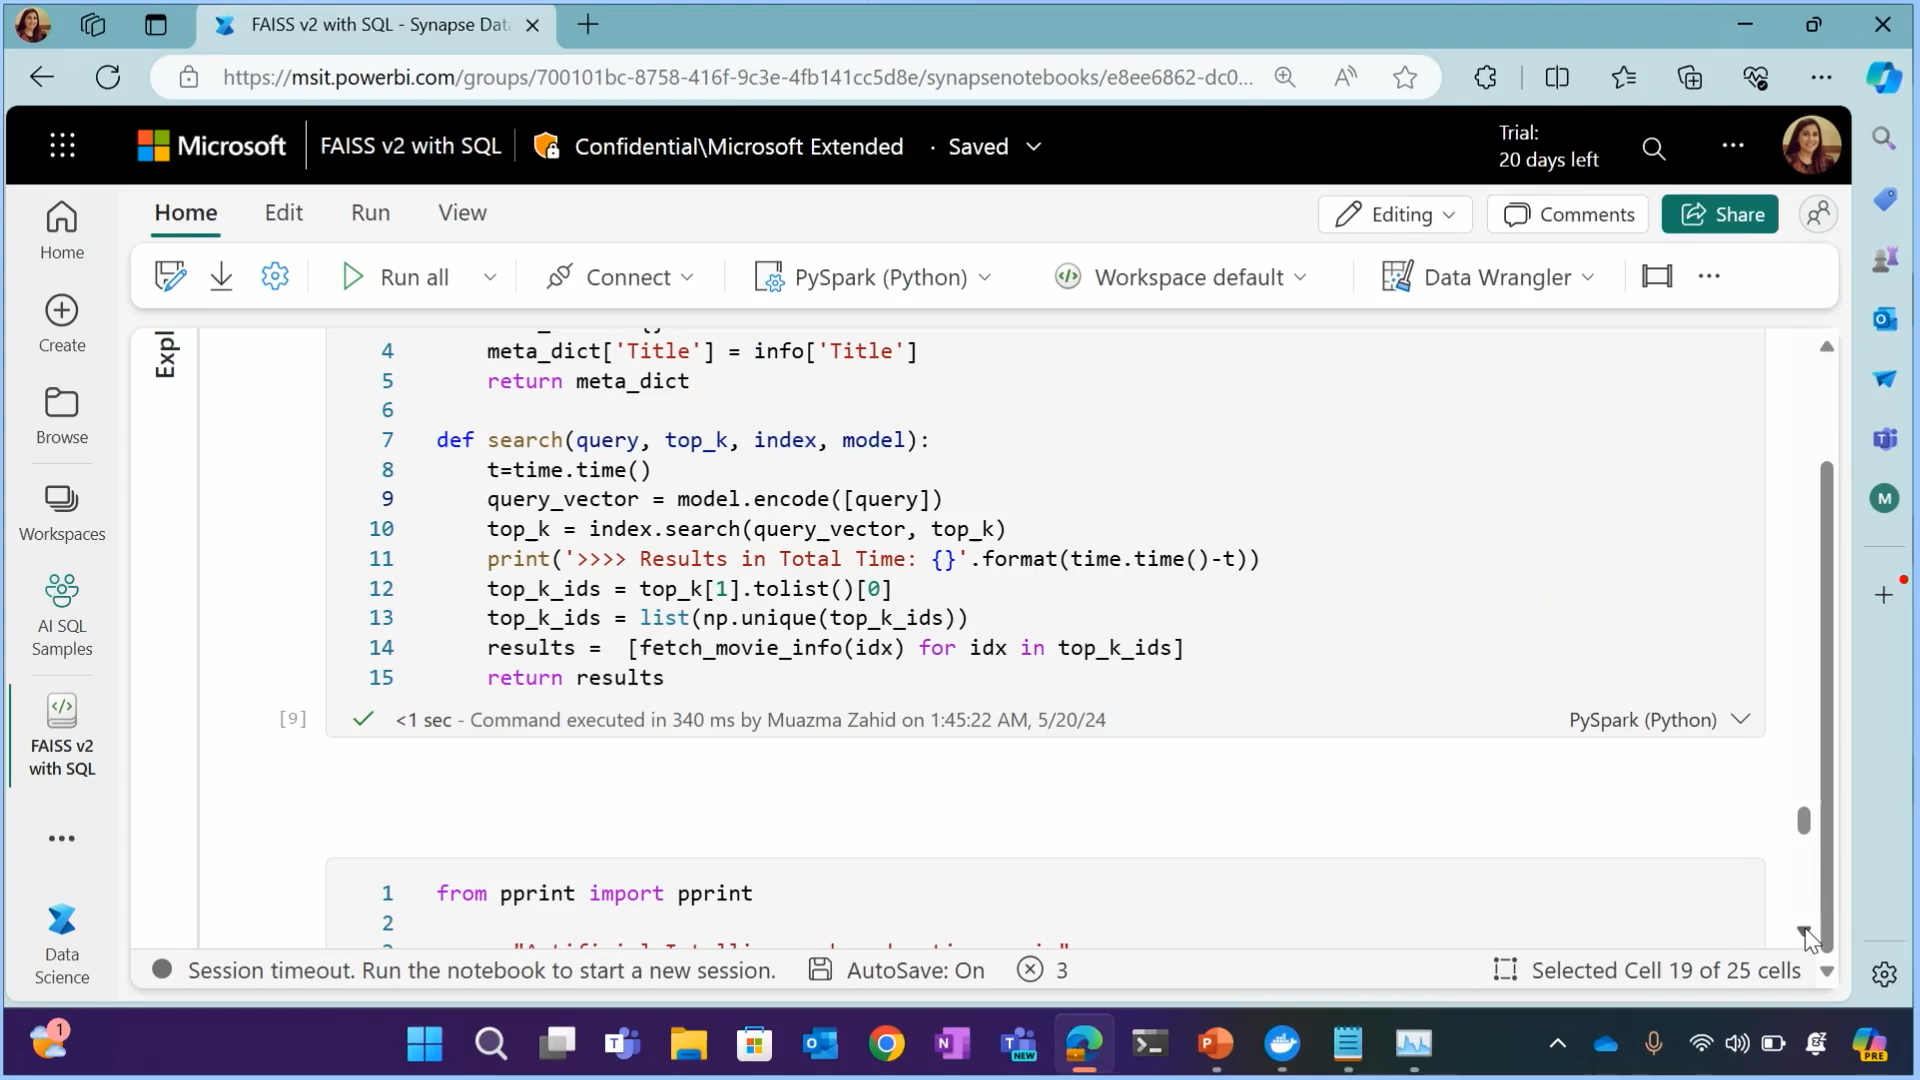 FAISS v2 with SQL - Synapse Data
https://msit.powerbi.com/groups/700101bc-8758-416f-9c3e-4fb141cc5d8e/synapsenotebooks/e8ee6862-dc0...
Microsoft
FAISS v2 with SQL
Confidential\Microsoft Extended
· Saved
Trial:
20 days left
Home
Edit
Run
View
Editing
Comments
Share
Run all
Connect
PySpark (Python)
Workspace default
Data Wrangler
Home
Create
Browse
Workspaces
AI SQL
Samples
FAISS v2
with SQL
Data
Science
Expl
4 meta_dict['Title'] = info['Title']
5 return meta_dict
6
7 def search(query, top_k, index, model):
8 t=time.time()
9 query_vector = model.encode([query])
10 top_k = index.search(query_vector, top_k)
11 print('>>>> Results in Total Time: {}'.format(time.time()-t))
12 top_k_ids = top_k[1].tolist()[0]
13 top_k_ids = list(np.unique(top_k_ids))
14 results =  [fetch_movie_info(idx) for idx in top_k_ids]
15 return results
[9]
<1 sec - Command executed in 340 ms by Muazma Zahid on 1:45:22 AM, 5/20/24
PySpark (Python)
1 from pprint import pprint
2
Session timeout. Run the notebook to start a new session.
AutoSave: On
3
Selected Cell 19 of 25 cells
M
1
T
NEW
PRE